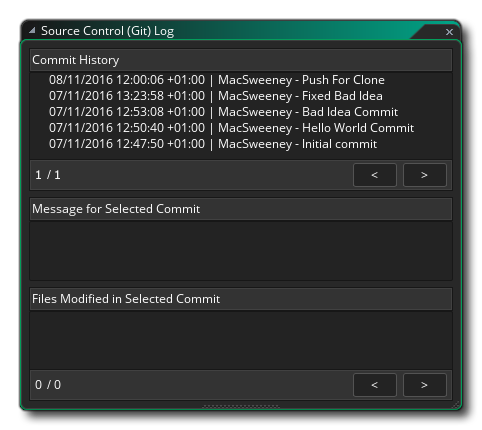 Source Control (Git) Log
Commit History
08/11/2016 12:00:06 +01:00 | MacSweeney - Push For Clone
07/11/2016 13:23:58 +01:00 | MacSweeney - Fixed Bad Idea
07/11/2016 12:53:08 +01:00 | MacSweeney - Bad Idea Commit
07/11/2016 12:50:40 +01:00 | MacSweeney - Hello World Commit
07/11/2016 12:47:50 +01:00 | MacSweeney - Initial commit
1 / 1 < >
Message for Selected Commit
Files Modified in Selected Commit
0 / 0 < >